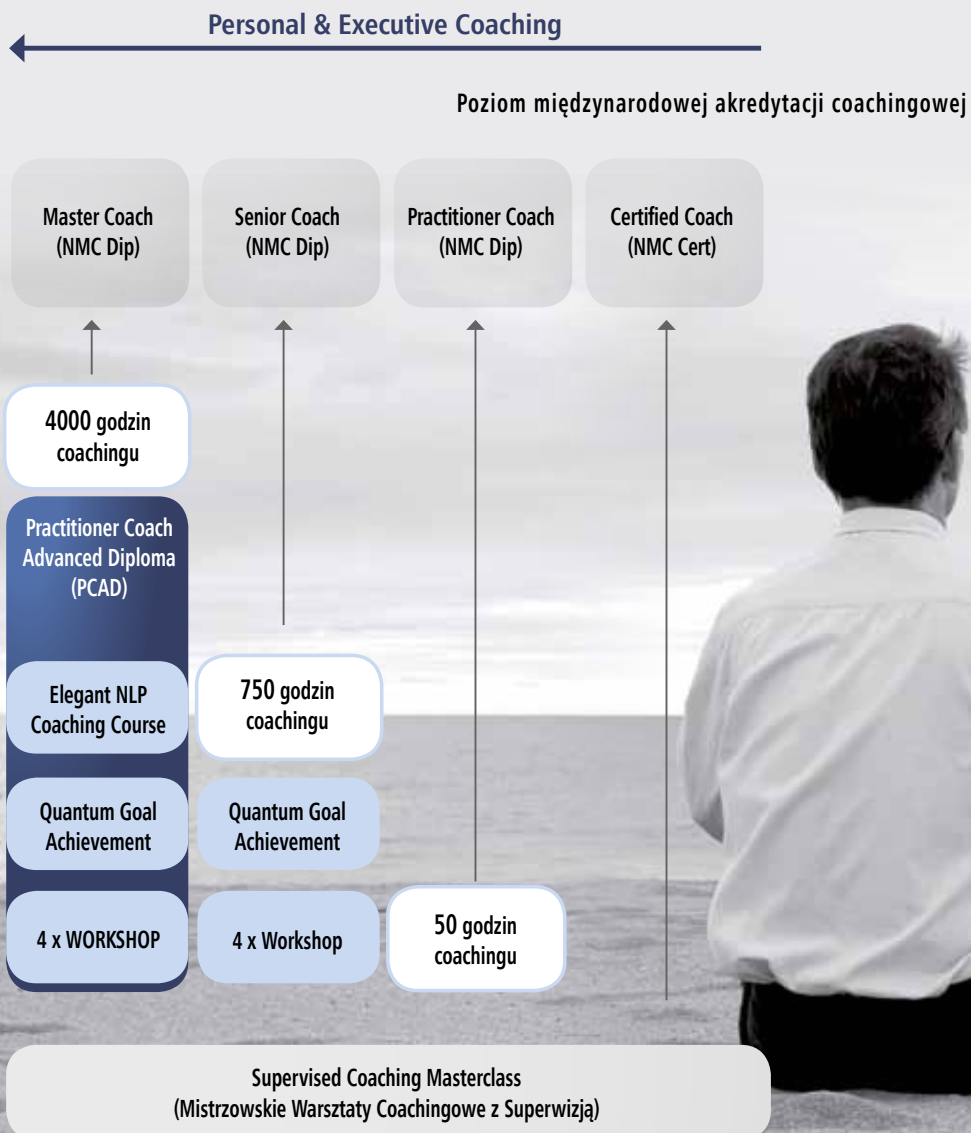 Personal & Executive Coaching
Poziom międzynarodowej akredytacji coachingowej
Master Coach
(NMC Dip)
Senior Coach
(NMC Dip)
Practitioner Coach
(NMC Dip)
Certified Coach
(NMC Cert)
4000 godzin
coachingu
Practitioner Coach
Advanced Diploma
(PCAD)
Elegant NLP
Coaching Course
750 godzin
coachingu
Quantum Goal
Achievement
Quantum Goal
Achievement
4 x WORKSHOP
4 x Workshop
50 godzin
coachingu
Supervised Coaching Masterclass
(Mistrzowskie Warsztaty Coachingowe z Superwizją)